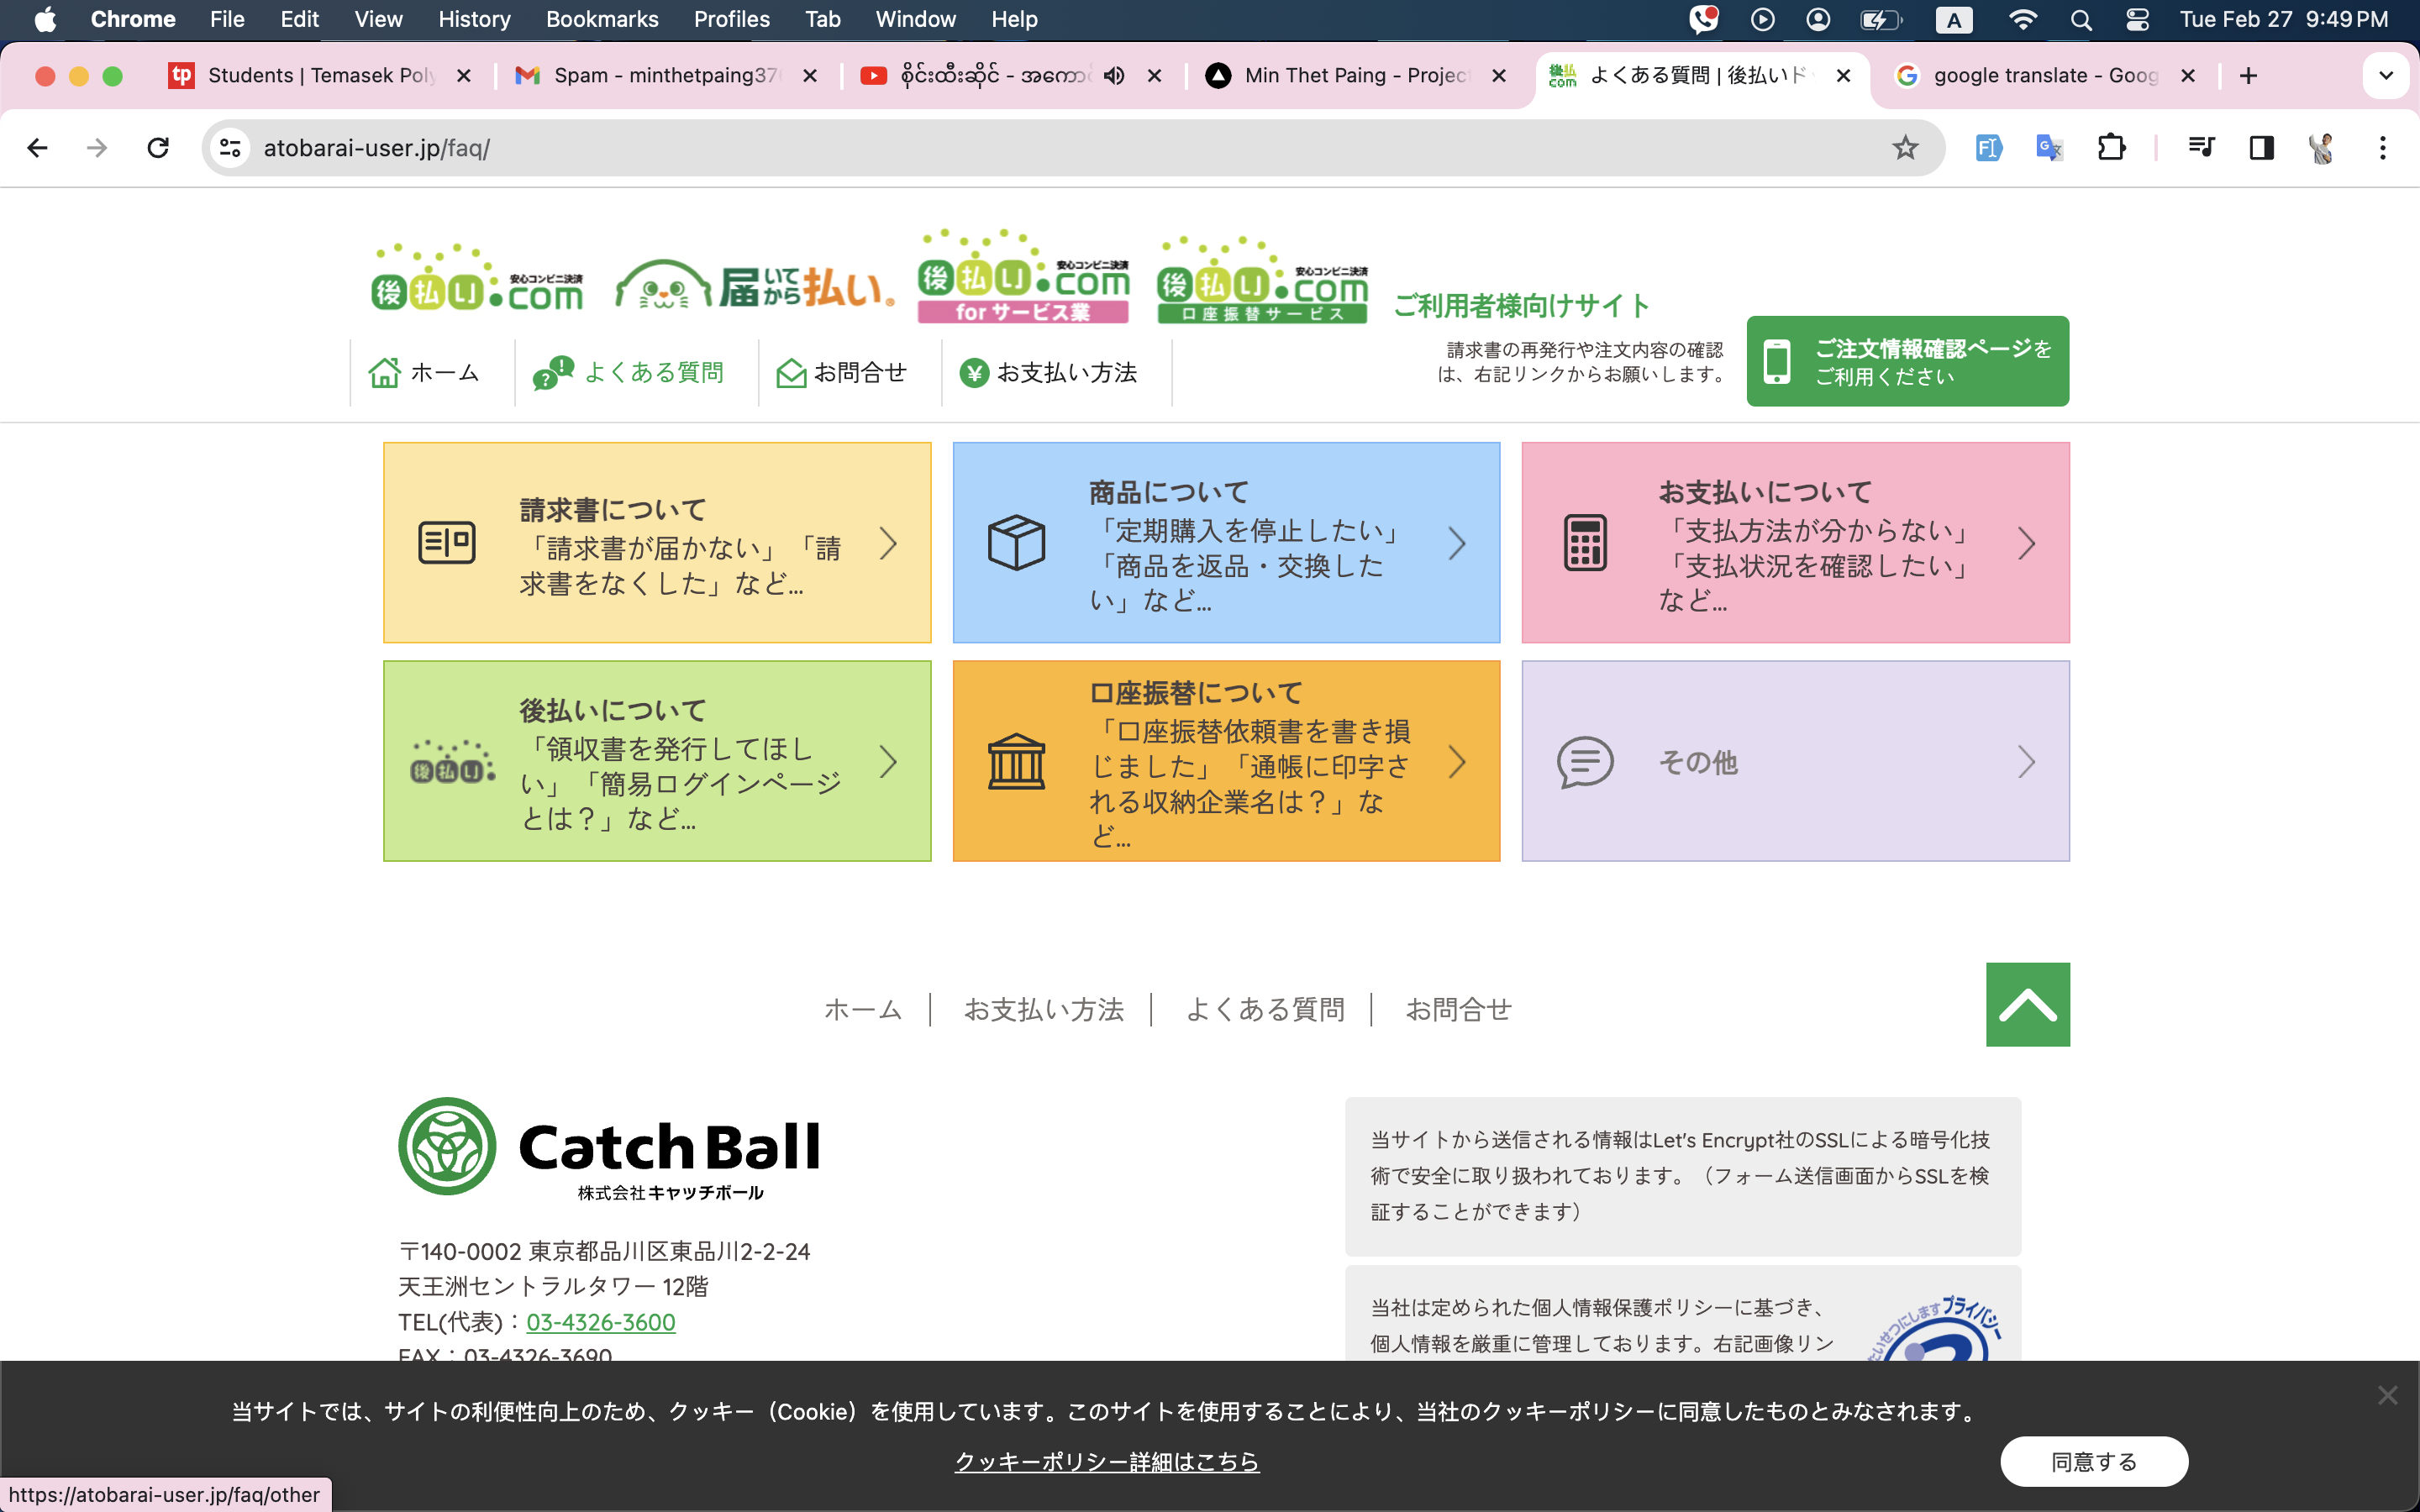 Chrome File Edit View History Bookmarks Profiles Tab Window Help A Tue Feb 27 9:49 PM
tp Students | Temasek Poly
Spam - minthetpaing37
စိုင်းထီးဆိုင် - အကောင်
Min Thet Paing - Project
後払.com よくある質問 | 後払いド
google translate - Goog
atobarai-user.jp/faq/
後払い.com 安心コンビニ決済
届いてから払い。
後払い.com 安心コンビニ決済
for サービス業
後払い.com 安心コンビニ決済
口座振替サービス
ご利用者様向けサイト
ホーム
よくある質問
お問合せ
お支払い方法
請求書の再発行や注文内容の確認
は、右記リンクからお願いします。
ご注文情報確認ページを
ご利用ください
請求書について
「請求書が届かない」「請
求書をなくした」など...
商品について
「定期購入を停止したい」
「商品を返品・交換した
い」など...
お支払いについて
「支払方法が分からない」
「支払状況を確認したい」
など...
後払い
後払いについて
「領収書を発行してほし
い」「簡易ログインページ
とは？」など...
口座振替について
「口座振替依頼書を書き損
じました」「通帳に印字さ
れる収納企業名は？」な
ど...
その他
ホーム
お支払い方法
よくある質問
お問合せ
Catch Ball
株式会社キャッチボール
〒140-0002 東京都品川区東品川2-2-24
天王洲セントラルタワー 12階
TEL(代表)：03-4326-3600
FAX：03-4326-3690
当サイトから送信される情報はLet's Encrypt社のSSLによる暗号化技
術で安全に取り扱われております。（フォーム送信画面からSSLを検
証することができます）
当社は定められた個人情報保護ポリシーに基づき、
個人情報を厳重に管理しております。右記画像リン
たいせつにします プライバシー
当サイトでは、サイトの利便性向上のため、クッキー（Cookie）を使用しています。このサイトを使用することにより、当社のクッキーポリシーに同意したものとみなされます。
クッキーポリシー詳細はこちら
同意する
https://atobarai-user.jp/faq/other